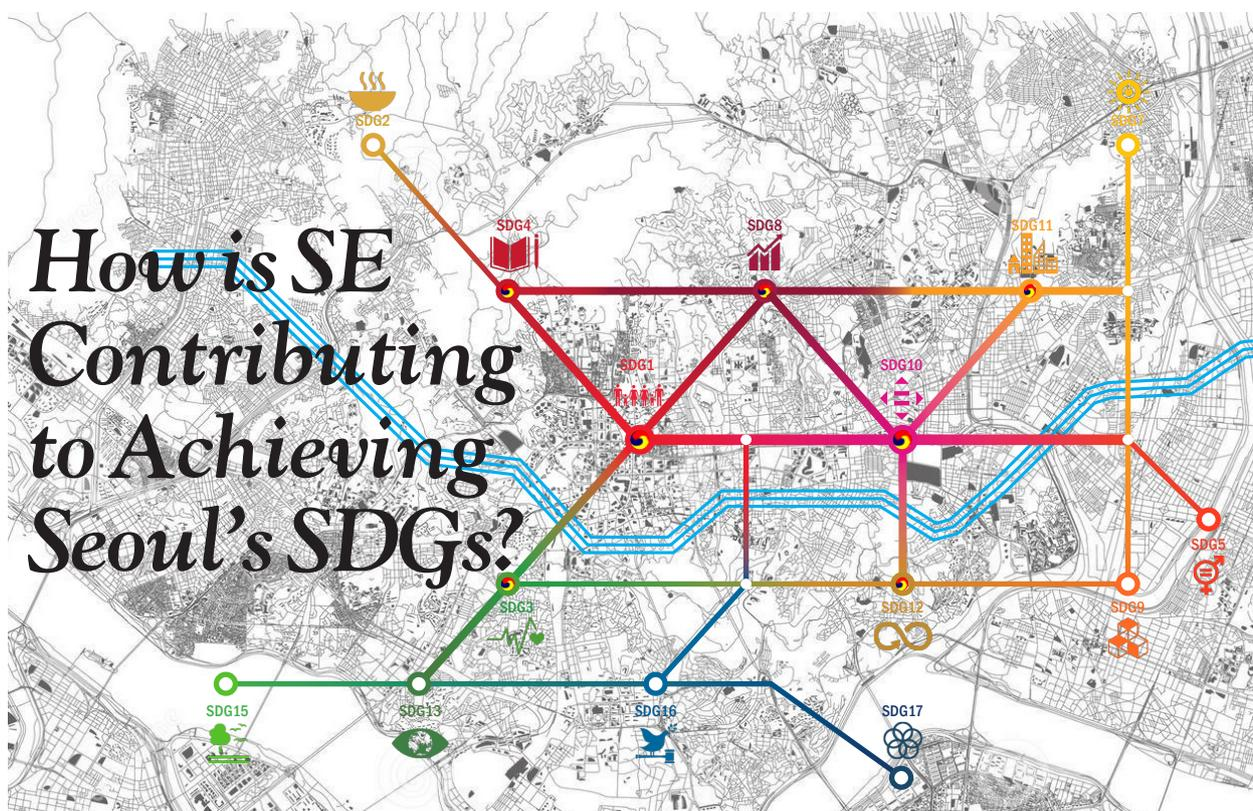 SDG2
SDG7
SDG4
SDG8
SDG11
How is SE
Contributing
to Achieving
Seoul's SDGs?
SDG1
SDG10
SDG5
SDG3
SDG12
SDG9
SDG15
SDG13
SDG16
SDG17